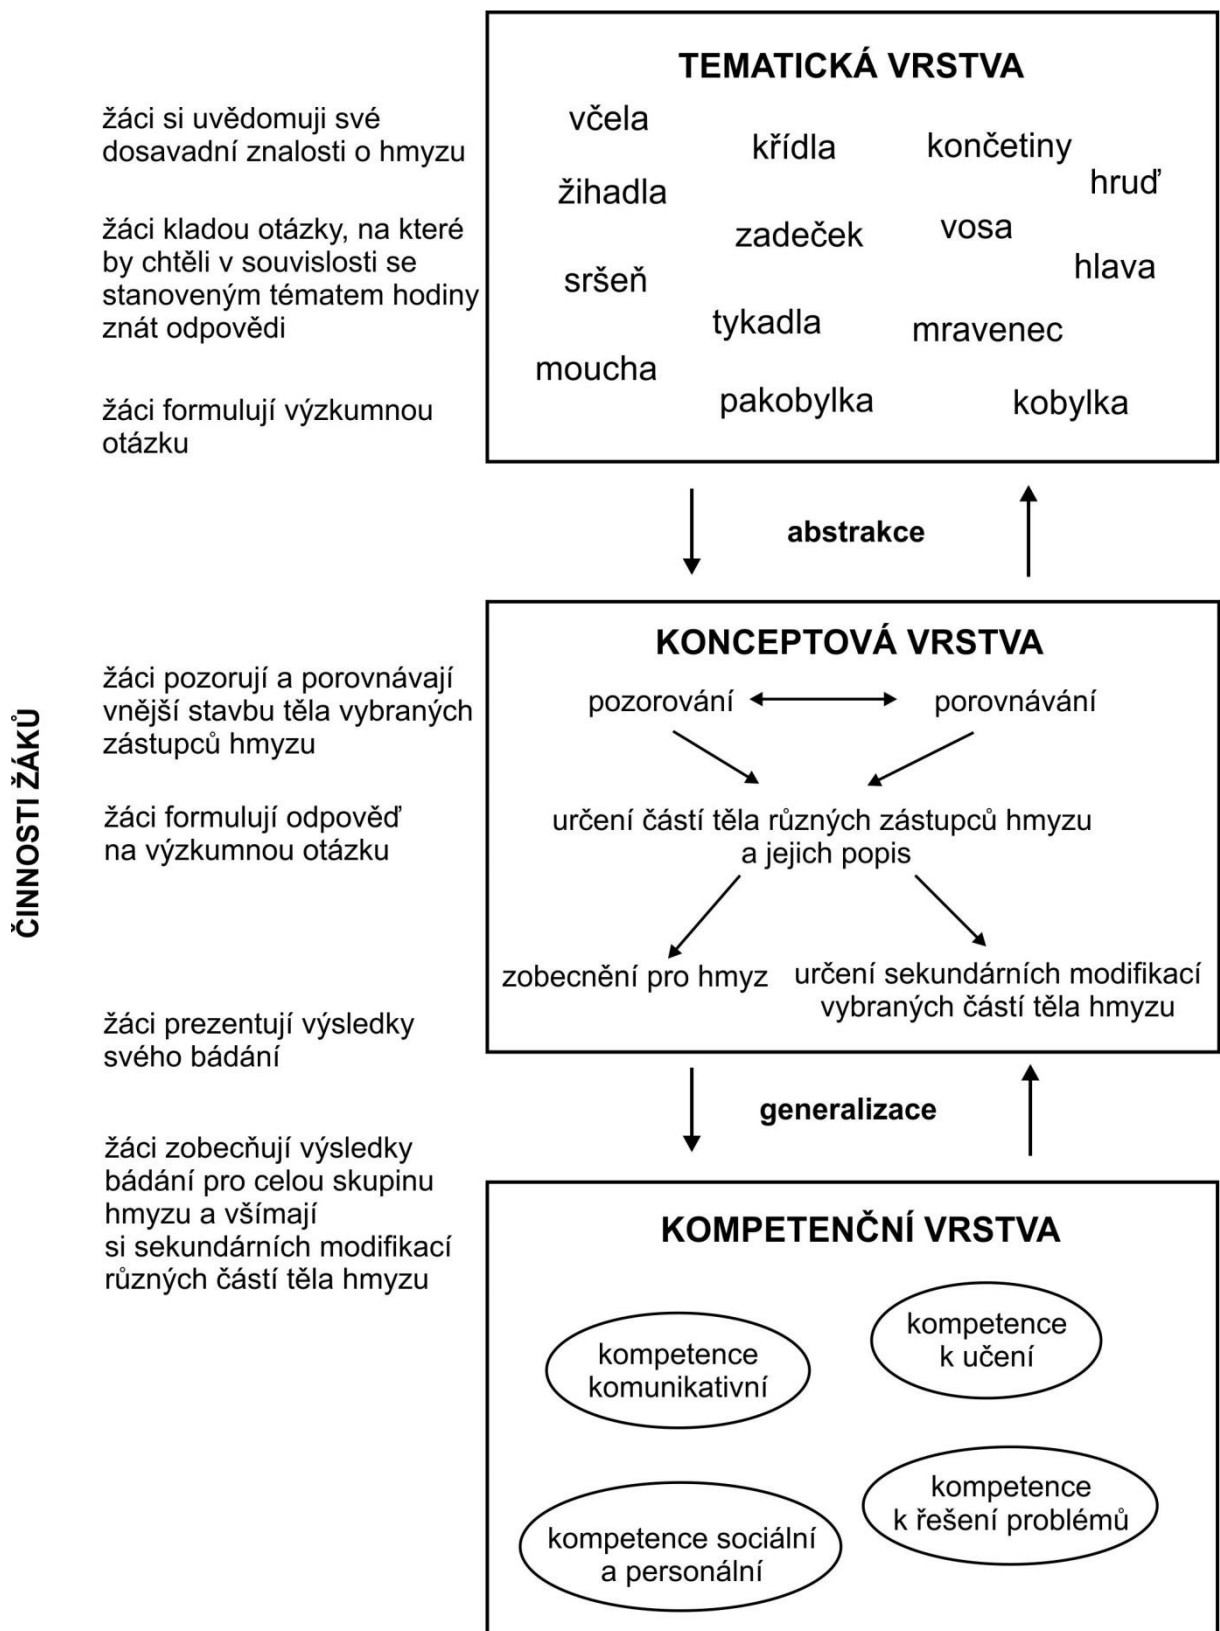 ČINNOSTI ŽÁKŮ
žáci si uvědomuji své
dosavadní znalosti o hmyzu
žáci kladou otázky, na které
by chtěli v souvislosti se
stanoveným tématem hodiny
znát odpovědi
žáci formulují výzkumnou
otázku
TEMATICKÁ VRSTVA
včela
křídla
končetiny
hruď
žihadla
zadeček
vosa
hlava
sršeň
tykadla
mravenec
moucha
pakobylka
kobylka
abstrakce
žáci pozorují a porovnávají
vnější stavbu těla vybraných
zástupců hmyzu
žáci formulují odpověď
na výzkumnou otázku
KONCEPTOVÁ VRSTVA
pozorování
porovnávání
určení částí těla různých zástupců hmyzu
a jejich popis
zobecnění pro hmyz
určení sekundárních modifikací
vybraných částí těla hmyzu
žáci prezentují výsledky
svého bádání
generalizace
žáci zobecňují výsledky
bádání pro celou skupinu
hmyzu a všímají
si sekundárních modifikací
různých částí těla hmyzu
KOMPETENČNÍ VRSTVA
kompetence
komunikativní
kompetence
k učení
kompetence sociální
a personální
kompetence
k řešení problémů